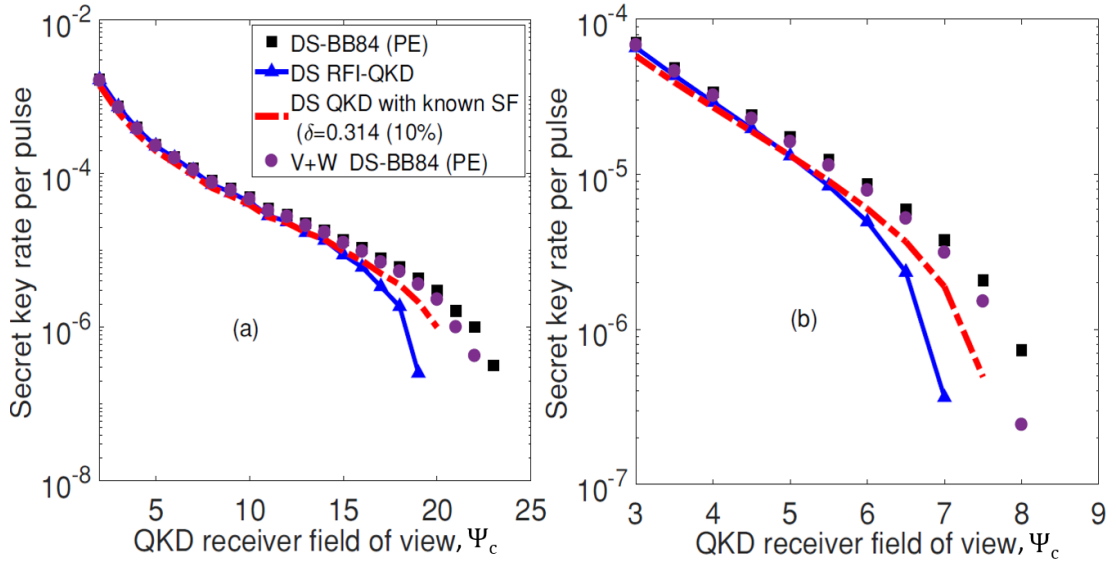 10^-2
10^-4
10^-6
10^-8
Secret key rate per pulse
DS-BB84 (PE)
DS RFI-QKD
DS QKD with known SF
(δ=0.314 (10%)
V+W DS-BB84 (PE)
(a)
5 10 15 20 25
QKD receiver field of view, Ψ_c
10^-4
10^-5
10^-6
10^-7
Secret key rate per pulse
(b)
3 4 5 6 7 8 9
QKD receiver field of view, Ψ_c